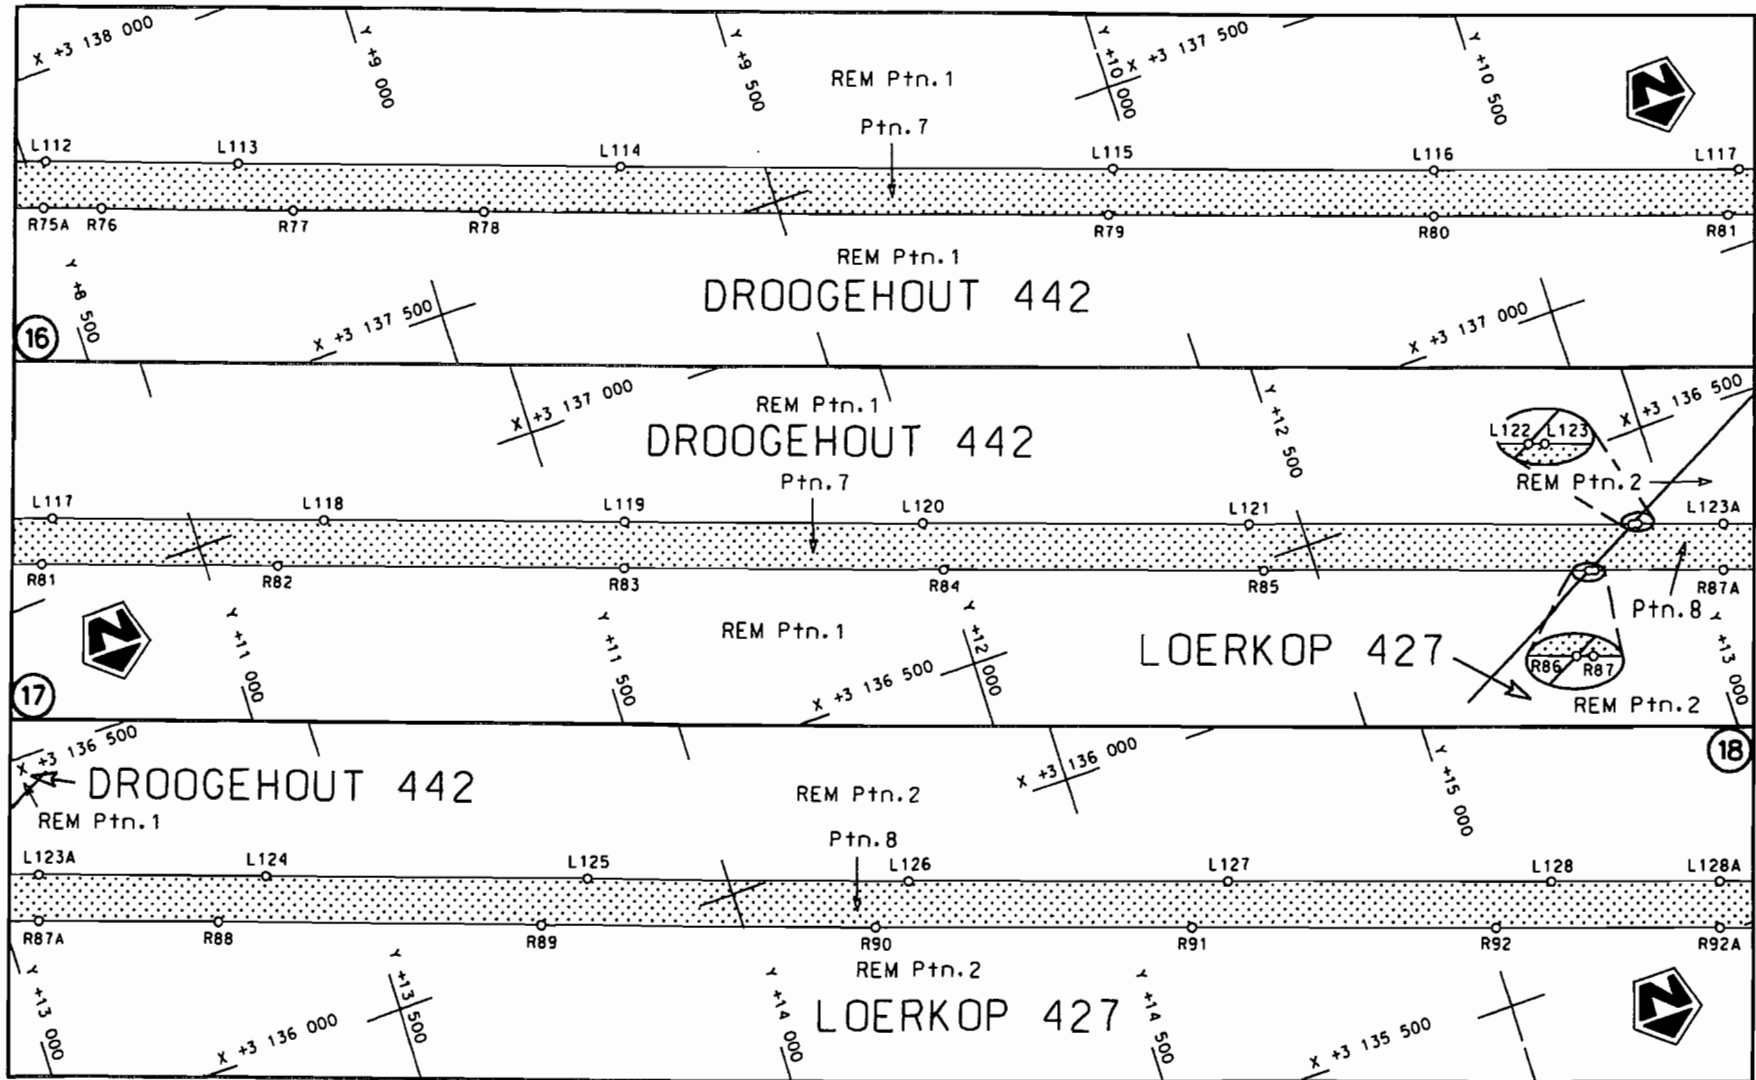 X +3 138 000
Y +9 000
Y +9 500
REM Ptn.1
Y +10 000
X +3 137 500
Y +10 500
N
Ptn.7
L112
L113
L114
L115
L116
L117
R75A
R76
R77
R78
R79
R80
R81
REM Ptn.1
DROOGEHOUT 442
Y +8 500
X +3 137 500
X +3 137 000
16
X +3 137 000
REM Ptn.1
DROOGEHOUT 442
Y +12 500
X +3 136 500
L122
L123
REM Ptn.2
Ptn.7
L117
L118
L119
L120
L121
L123A
R81
R82
R83
R84
R85
R87A
Ptn.8
N
Y +11 000
Y +11 500
REM Ptn.1
Y +12 000
X +3 136 500
LOERKOP 427
R86
R87
Y +13 000
REM Ptn.2
17
X +3 136 500
DROOGEHOUT 442
REM Ptn.1
REM Ptn.2
X +3 136 000
Y +15 000
18
Ptn.8
L123A
L124
L125
L126
L127
L128
L128A
R87A
R88
R89
R90
R91
R92
R92A
REM Ptn.2
LOERKOP 427
Y +13 000
X +3 136 000
Y +13 500
Y +14 000
Y +14 500
X +3 135 500
N